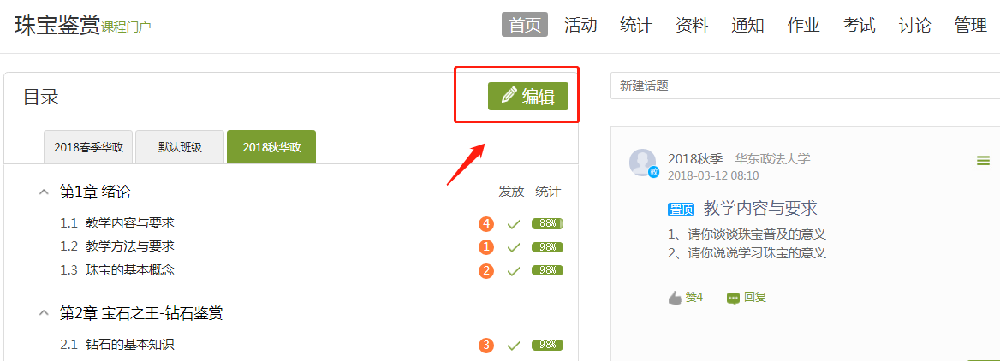 珠宝鉴赏课程门户
首页 活动 统计 资料 通知 作业 考试 讨论 管理
目录 编辑
2018春季华政 默认班级 2018秋华政
第1章 绪论 发放 统计
1.1 教学内容与要求 4 88%
1.2 教学方法与要求 1 98%
1.3 珠宝的基本概念 2 98%
第2章 宝石之王-钻石鉴赏
2.1 钻石的基本知识 3 98%
新建话题
教
2018秋季 华东政法大学
2018-03-12 08:10
置顶 教学内容与要求
1、请你谈谈珠宝普及的意义
2、请你说说学习珠宝的意义
赞4 回复